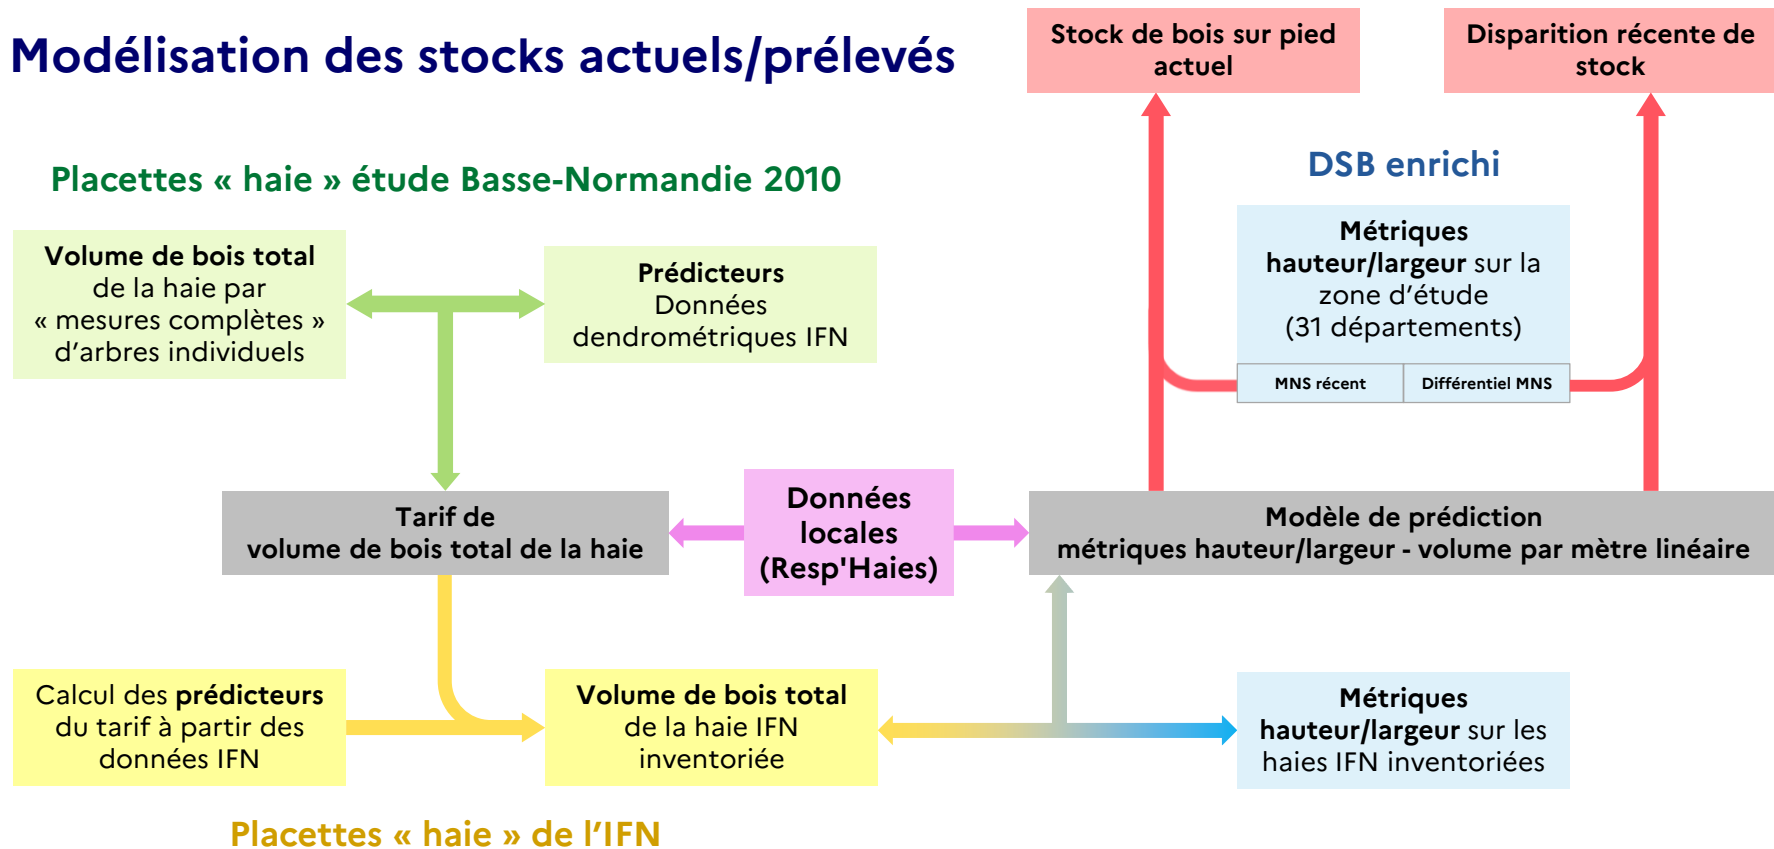 Modélisation des stocks actuels/prélevés
Stock de bois sur pied
actuel
Disparition récente de
stock
Placettes « haie » étude Basse-Normandie 2010
DSB enrichi
Volume de bois total
de la haie par
« mesures complètes »
d’arbres individuels
Prédicteurs
Données
dendrométriques IFN
Métriques
hauteur/largeur sur la
zone d’étude
(31 départements)
MNS récent
Différentiel MNS
Tarif de
volume de bois total de la haie
Données
locales
(Resp'Haies)
Modèle de prédiction
métriques hauteur/largeur - volume par mètre linéaire
Calcul des prédicteurs
du tarif à partir des
données IFN
Volume de bois total
de la haie IFN
inventoriée
Métriques
hauteur/largeur sur les
haies IFN inventoriées
Placettes « haie » de l’IFN